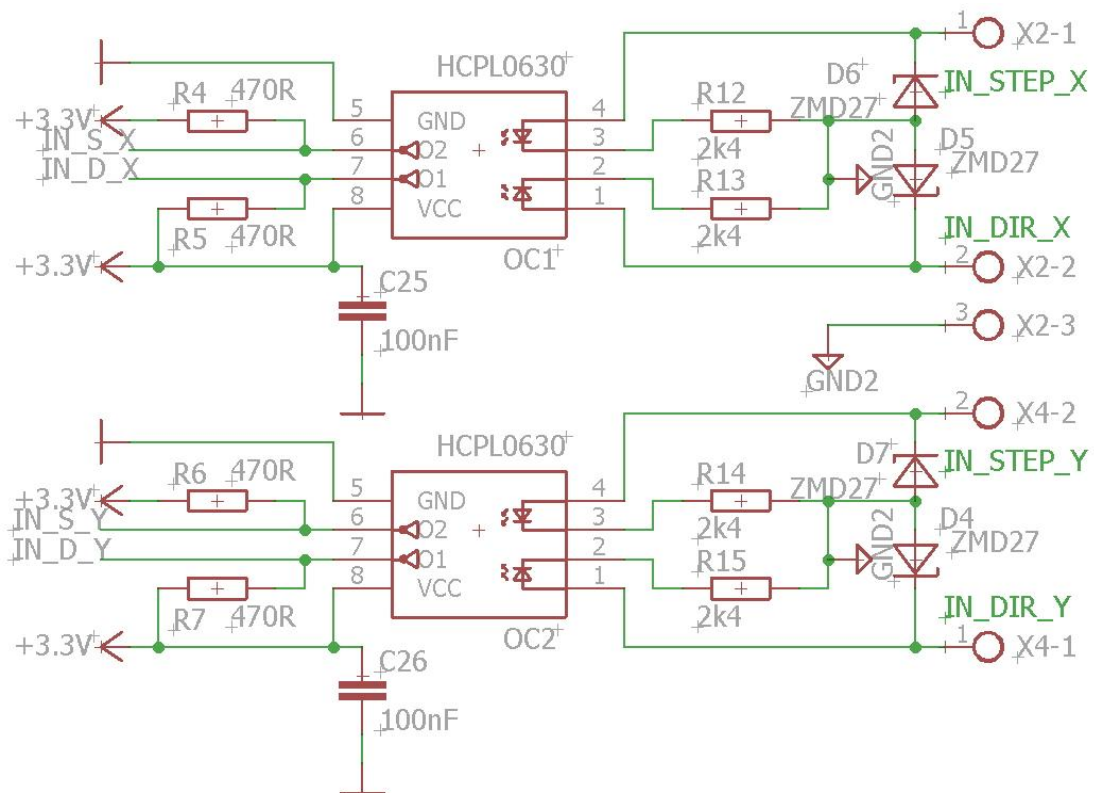 1 X2-1
HCPL0630
D6 IN_STEP_X
R4 470R
R12 ZMD27
+3.3V 5 GND 4
IN_S_X 6 O2 3 2k4 D5
IN_D_X 7 O1 2 R13 GND2 ZMD27
8 VCC 1
R5 470R 2k4 IN_DIR_X
+3.3V OC1 2 X2-2
C25
3 X2-3
100nF
GND2
2 X4-2
HCPL0630
D7 IN_STEP_Y
R6 470R
R14 ZMD27
+3.3V 5 GND 4
IN_S_Y 6 O2 3 2k4 D4
IN_D_Y 7 O1 2 R15 GND2 ZMD27
8 VCC 1
R7 470R 2k4 IN_DIR_Y
+3.3V OC2 1 X4-1
C26
100nF